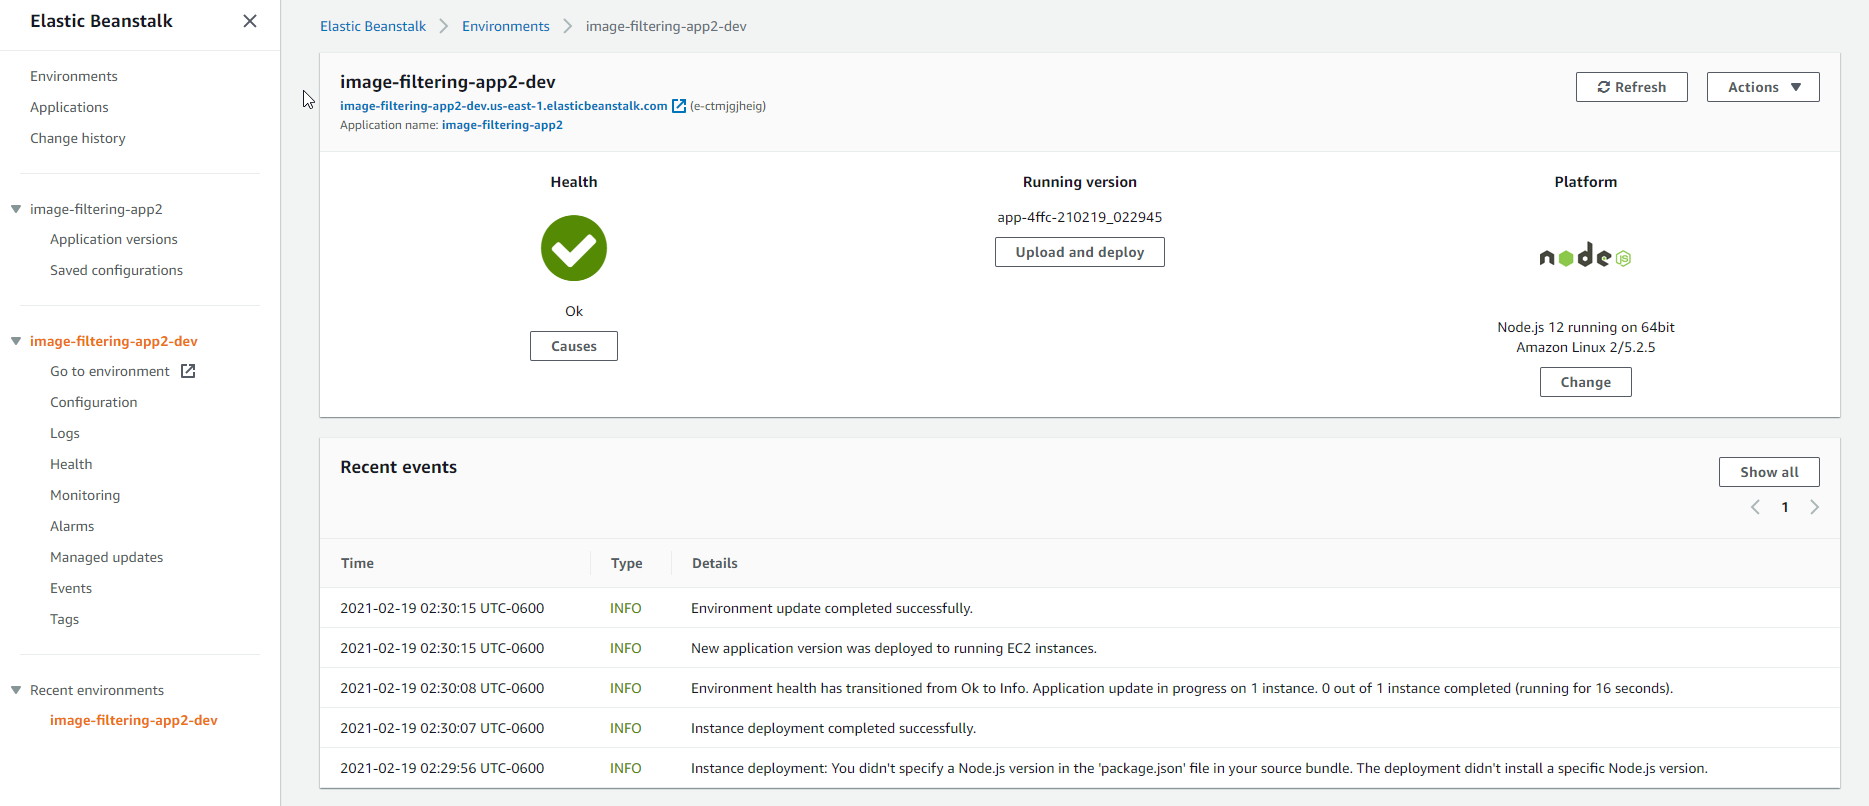 Elastic Beanstalk
Environments
Applications
Change history
image-filtering-app2
Application versions
Saved configurations
image-filtering-app2-dev
Go to environment
Configuration
Logs
Health
Monitoring
Alarms
Managed updates
Events
Tags
Recent environments
image-filtering-app2-dev
Elastic Beanstalk > Environments > image-filtering-app2-dev
image-filtering-app2-dev
image-filtering-app2-dev.us-east-1.elasticbeanstalk.com (e-ctmjgjheig)
Application name: image-filtering-app2
Refresh
Actions
Health
Ok
Causes
Running version
app-4ffc-210219_022945
Upload and deploy
Platform
node JS
Node.js 12 running on 64bit
Amazon Linux 2/5.2.5
Change
Recent events
Show all
1
Time Type Details
2021-02-19 02:30:15 UTC-0600 INFO Environment update completed successfully.
2021-02-19 02:30:15 UTC-0600 INFO New application version was deployed to running EC2 instances.
2021-02-19 02:30:08 UTC-0600 INFO Environment health has transitioned from Ok to Info. Application update in progress on 1 instance. 0 out of 1 instance completed (running for 16 seconds).
2021-02-19 02:30:07 UTC-0600 INFO Instance deployment completed successfully.
2021-02-19 02:29:56 UTC-0600 INFO Instance deployment: You didn't specify a Node.js version in the 'package.json' file in your source bundle. The deployment didn't install a specific Node.js version.